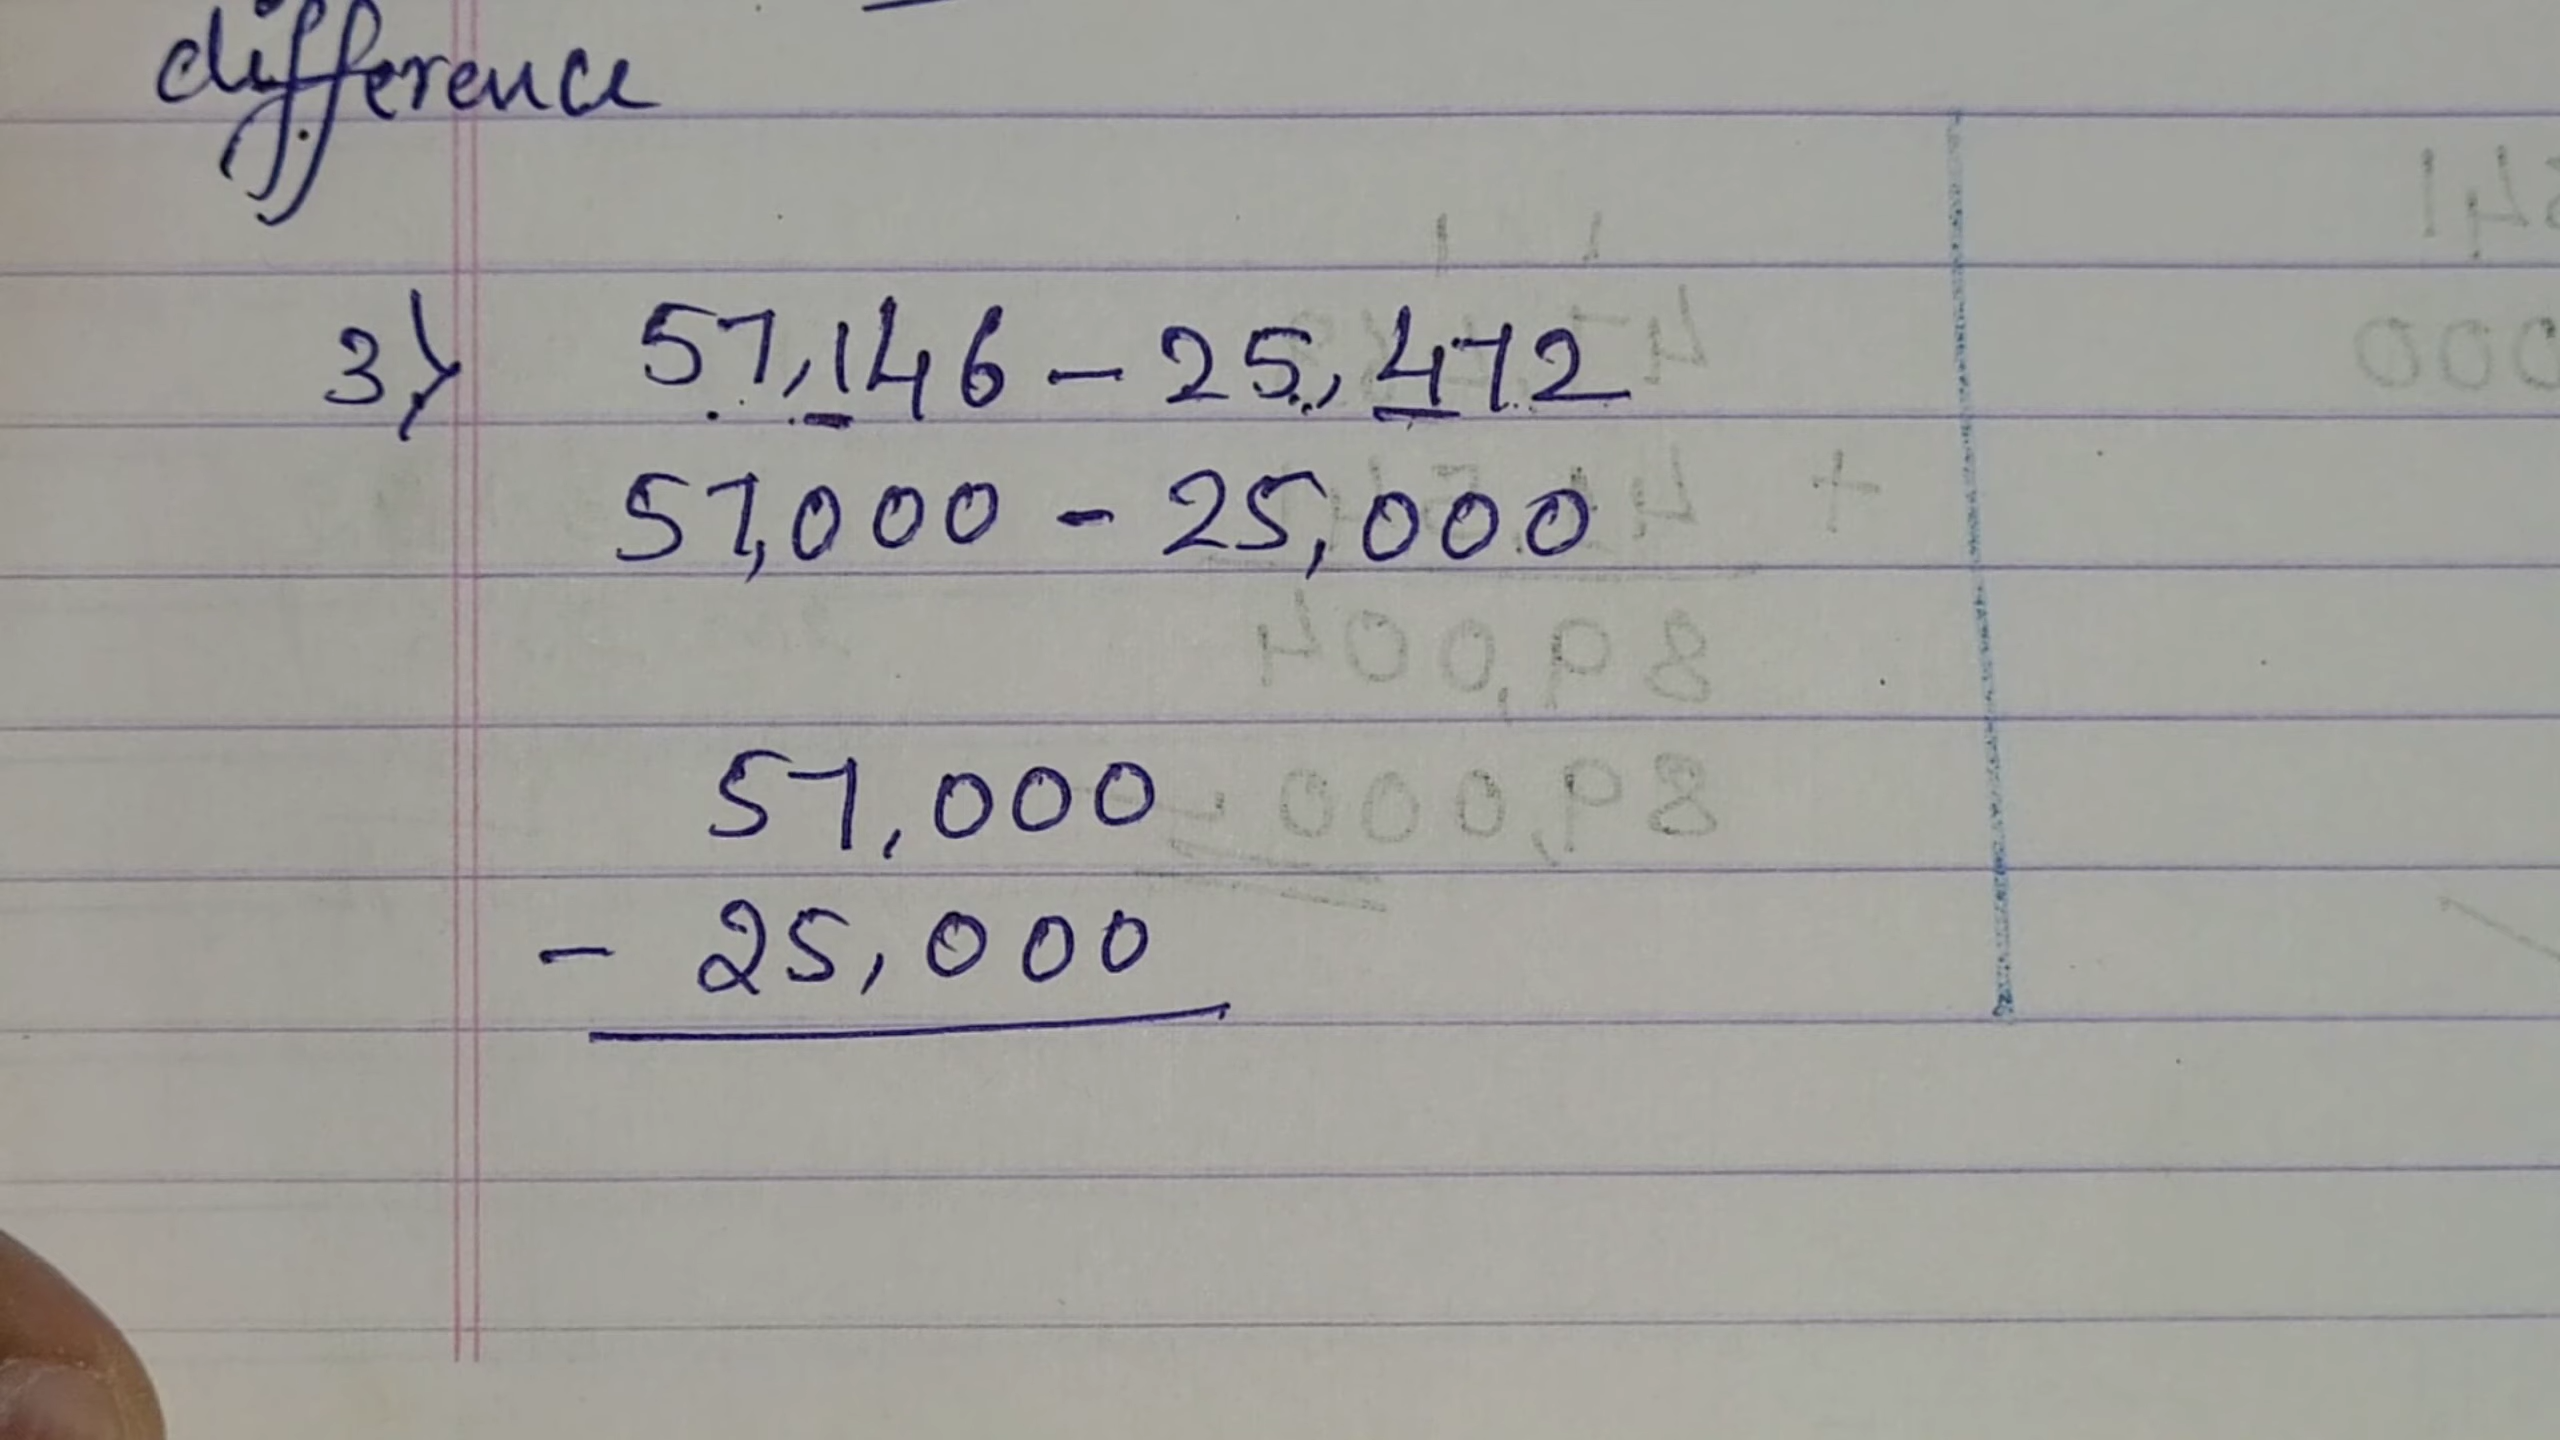 difference
3) 57,146 - 25,472
57,000 - 25,000
57,000
- 25,000